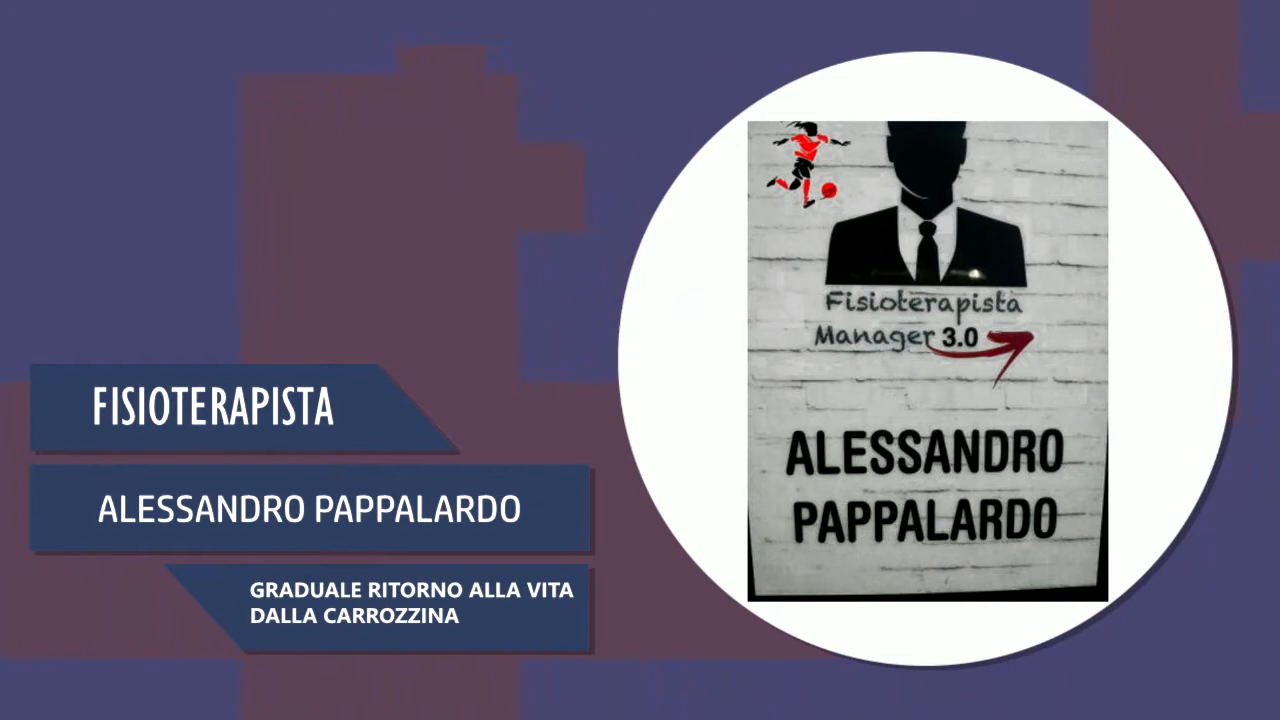 FISIOTERAPISTA
ALESSANDRO PAPPALARDO
GRADUALE RITORNO ALLA VITA
DALLA CARROZZINA
Fisioterapista
Manager 3.0
ALESSANDRO
PAPPALARDO